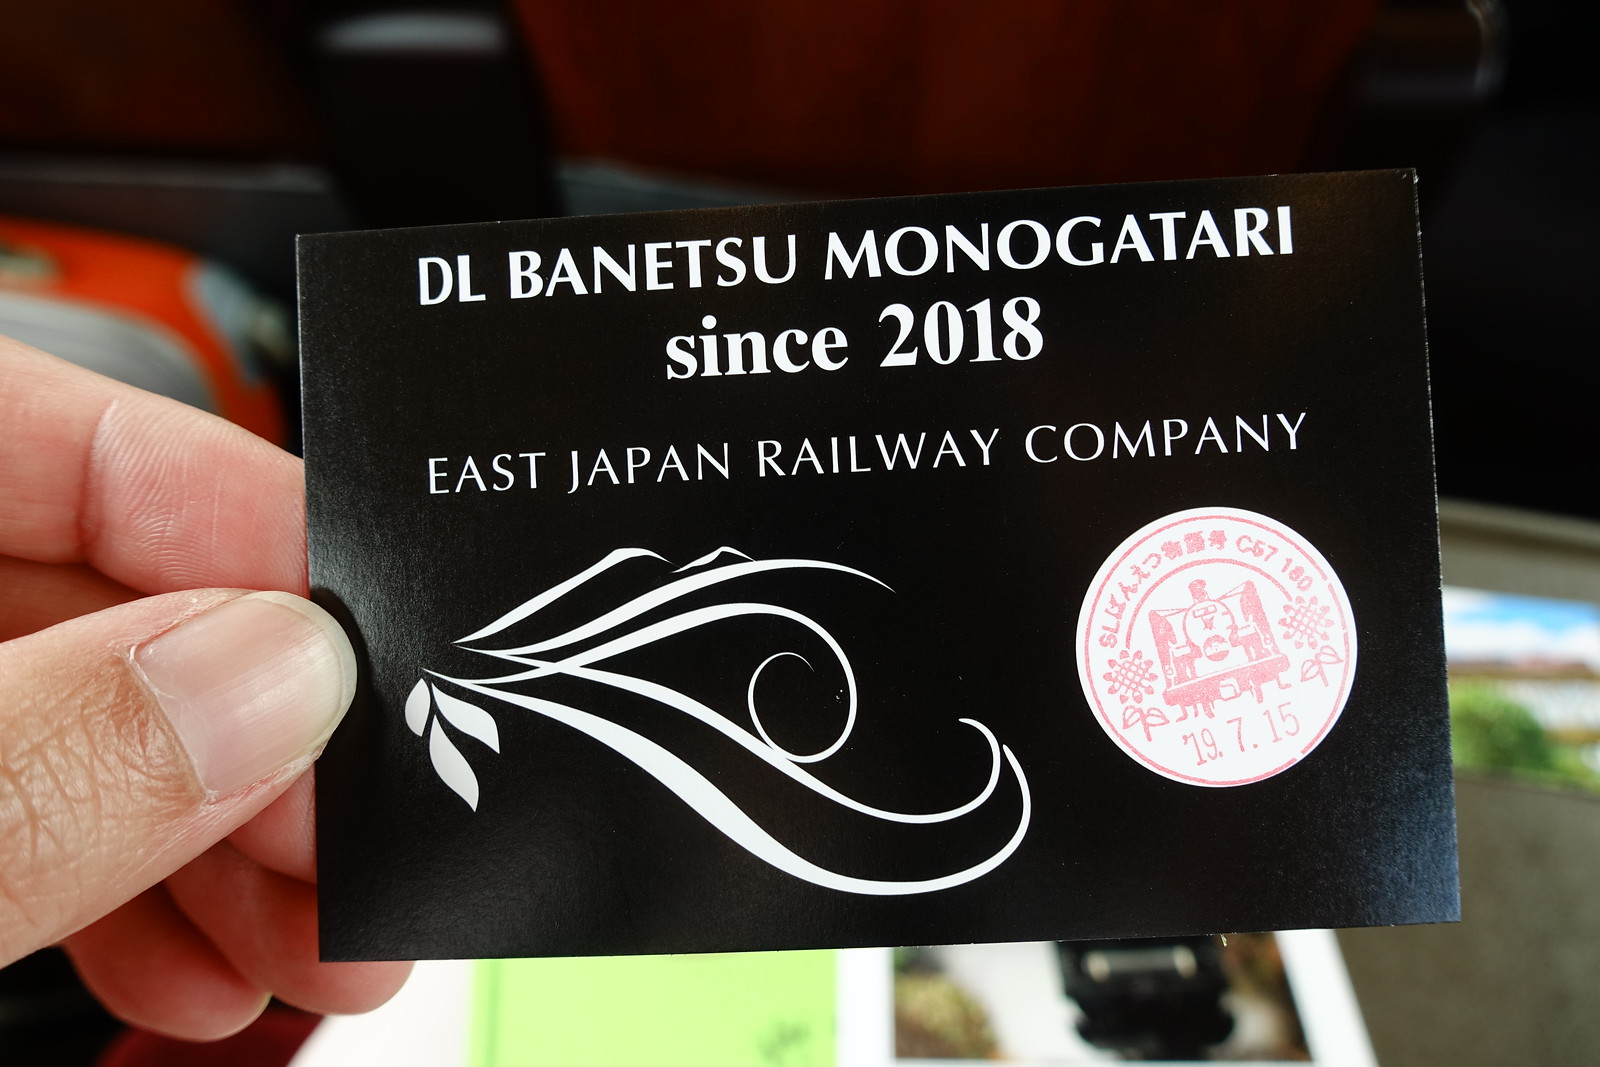 DL BANETSU MONOGATARI
since 2018
EAST JAPAN RAILWAY COMPANY
SLばんえつ物語号 C57 180
'19.7.15